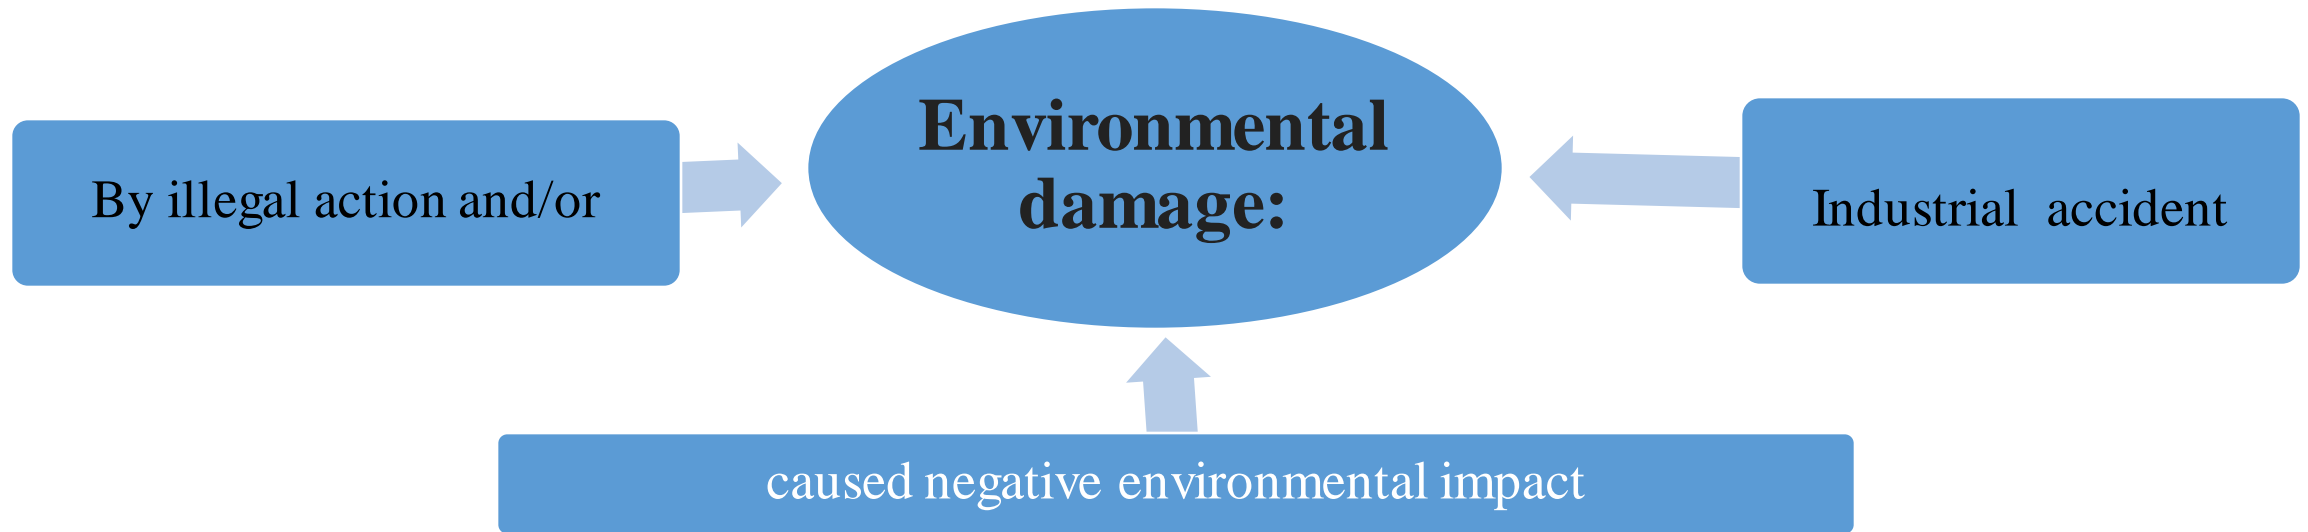 Environmental
damage:
By illegal action and/or
Industrial accident
caused negative environmental impact